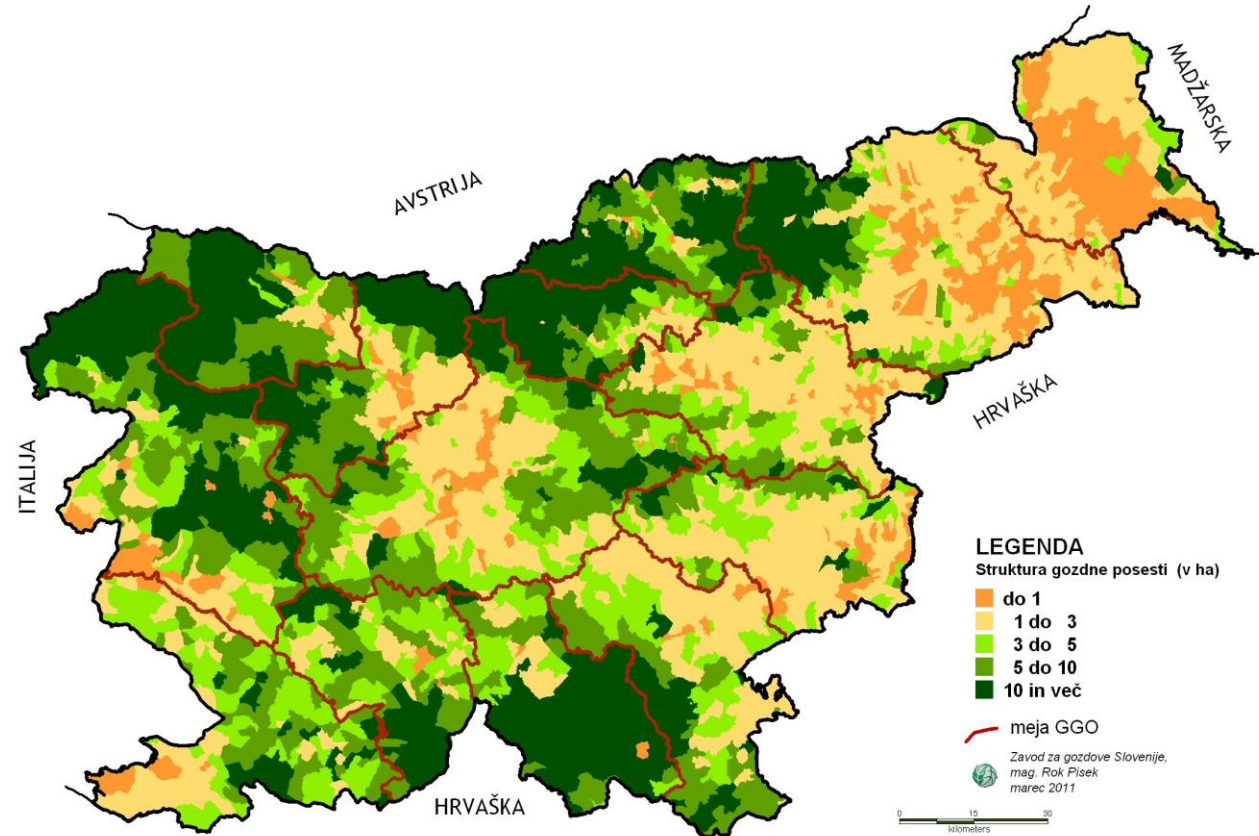 MADŽARSKA
AVSTRIJA
HRVAŠKA
ITALIJA
LEGENDA
Struktura gozdne posesti (v ha)
do 1
1 do 3
3 do 5
5 do 10
10 in več
meja GGO
Zavod za gozdove Slovenije,
mag. Rok Pisek
marec 2011
HRVAŠKA
0 15 30
kilometers